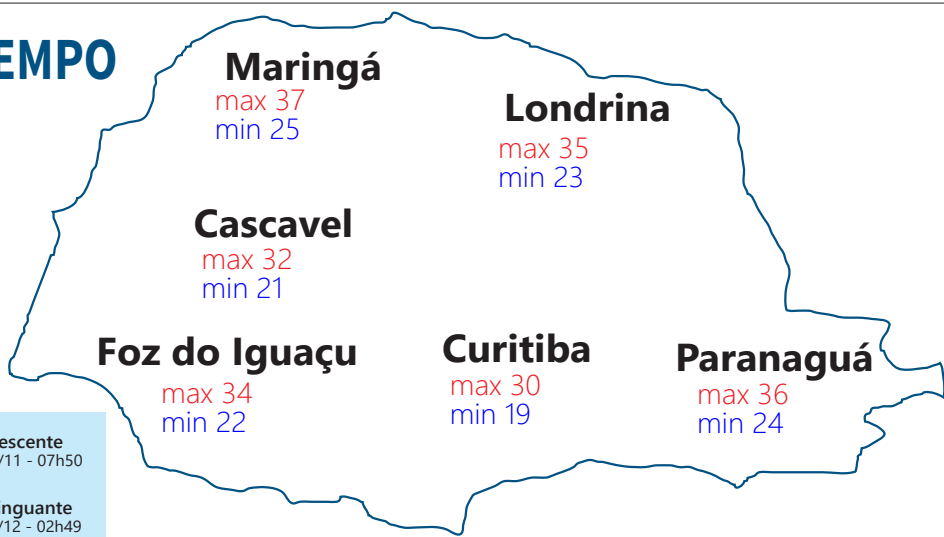 EMPO
Maringá
max 37
min 25
Londrina
max 35
min 23
Cascavel
max 32
min 21
Foz do Iguaçu
max 34
min 22
Curitiba
max 30
min 19
Paranaguá
max 36
min 24
escente
/11 - 07h50
inguante
/12 - 02h49